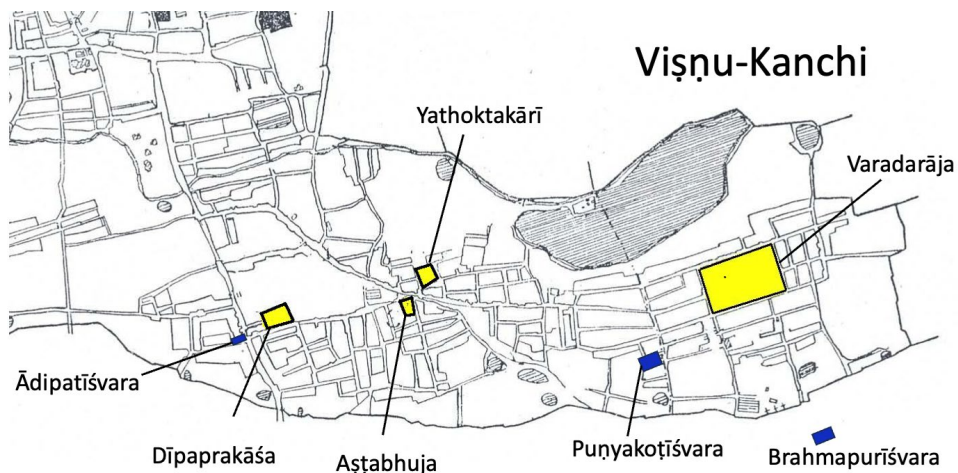 Viṣṇu-Kanchi
Yathoktakārī
Varadarāja
Ādipatīśvara
Dīpaprakāśa
Aṣṭabhuja
Puṇyakoṭīśvara
Brahmapurīśvara